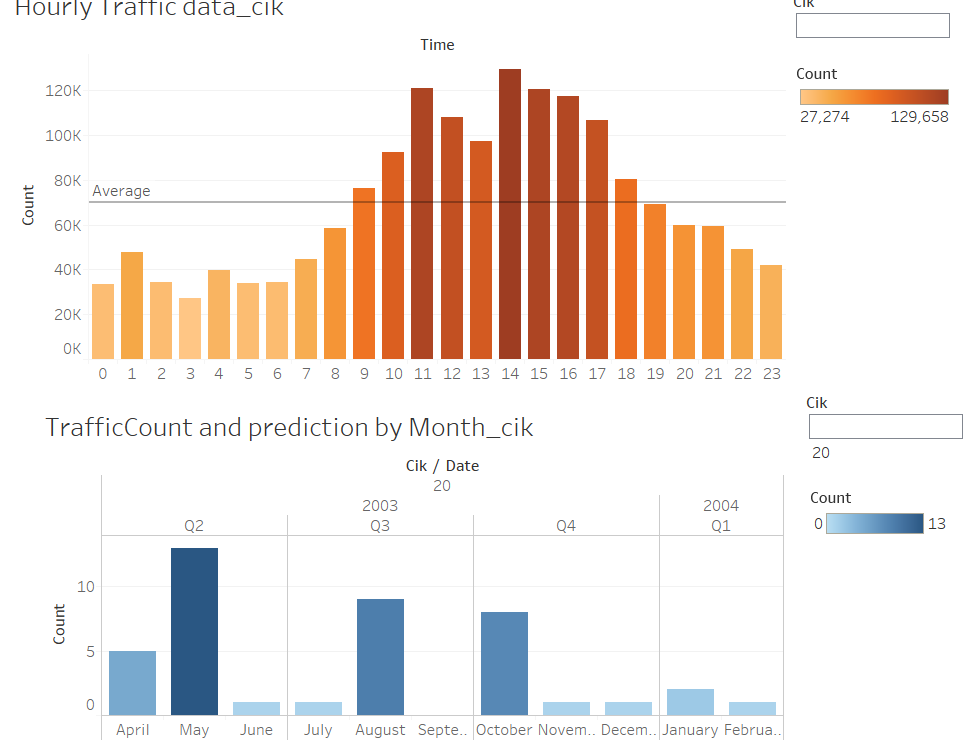 Hourly Traffic data_cik
Cik
Time
Count
27,274 129,658
120K
100K
80K
60K
40K
20K
0K
Count
Average
0 1 2 3 4 5 6 7 8 9 10 11 12 13 14 15 16 17 18 19 20 21 22 23
TrafficCount and prediction by Month_cik
Cik
20
Count
0 13
Cik / Date
20
2003 2004
Q2 Q3 Q4 Q1
10
5
0
Count
April May June July August Septe.. October Novem.. Decem.. January Februa..